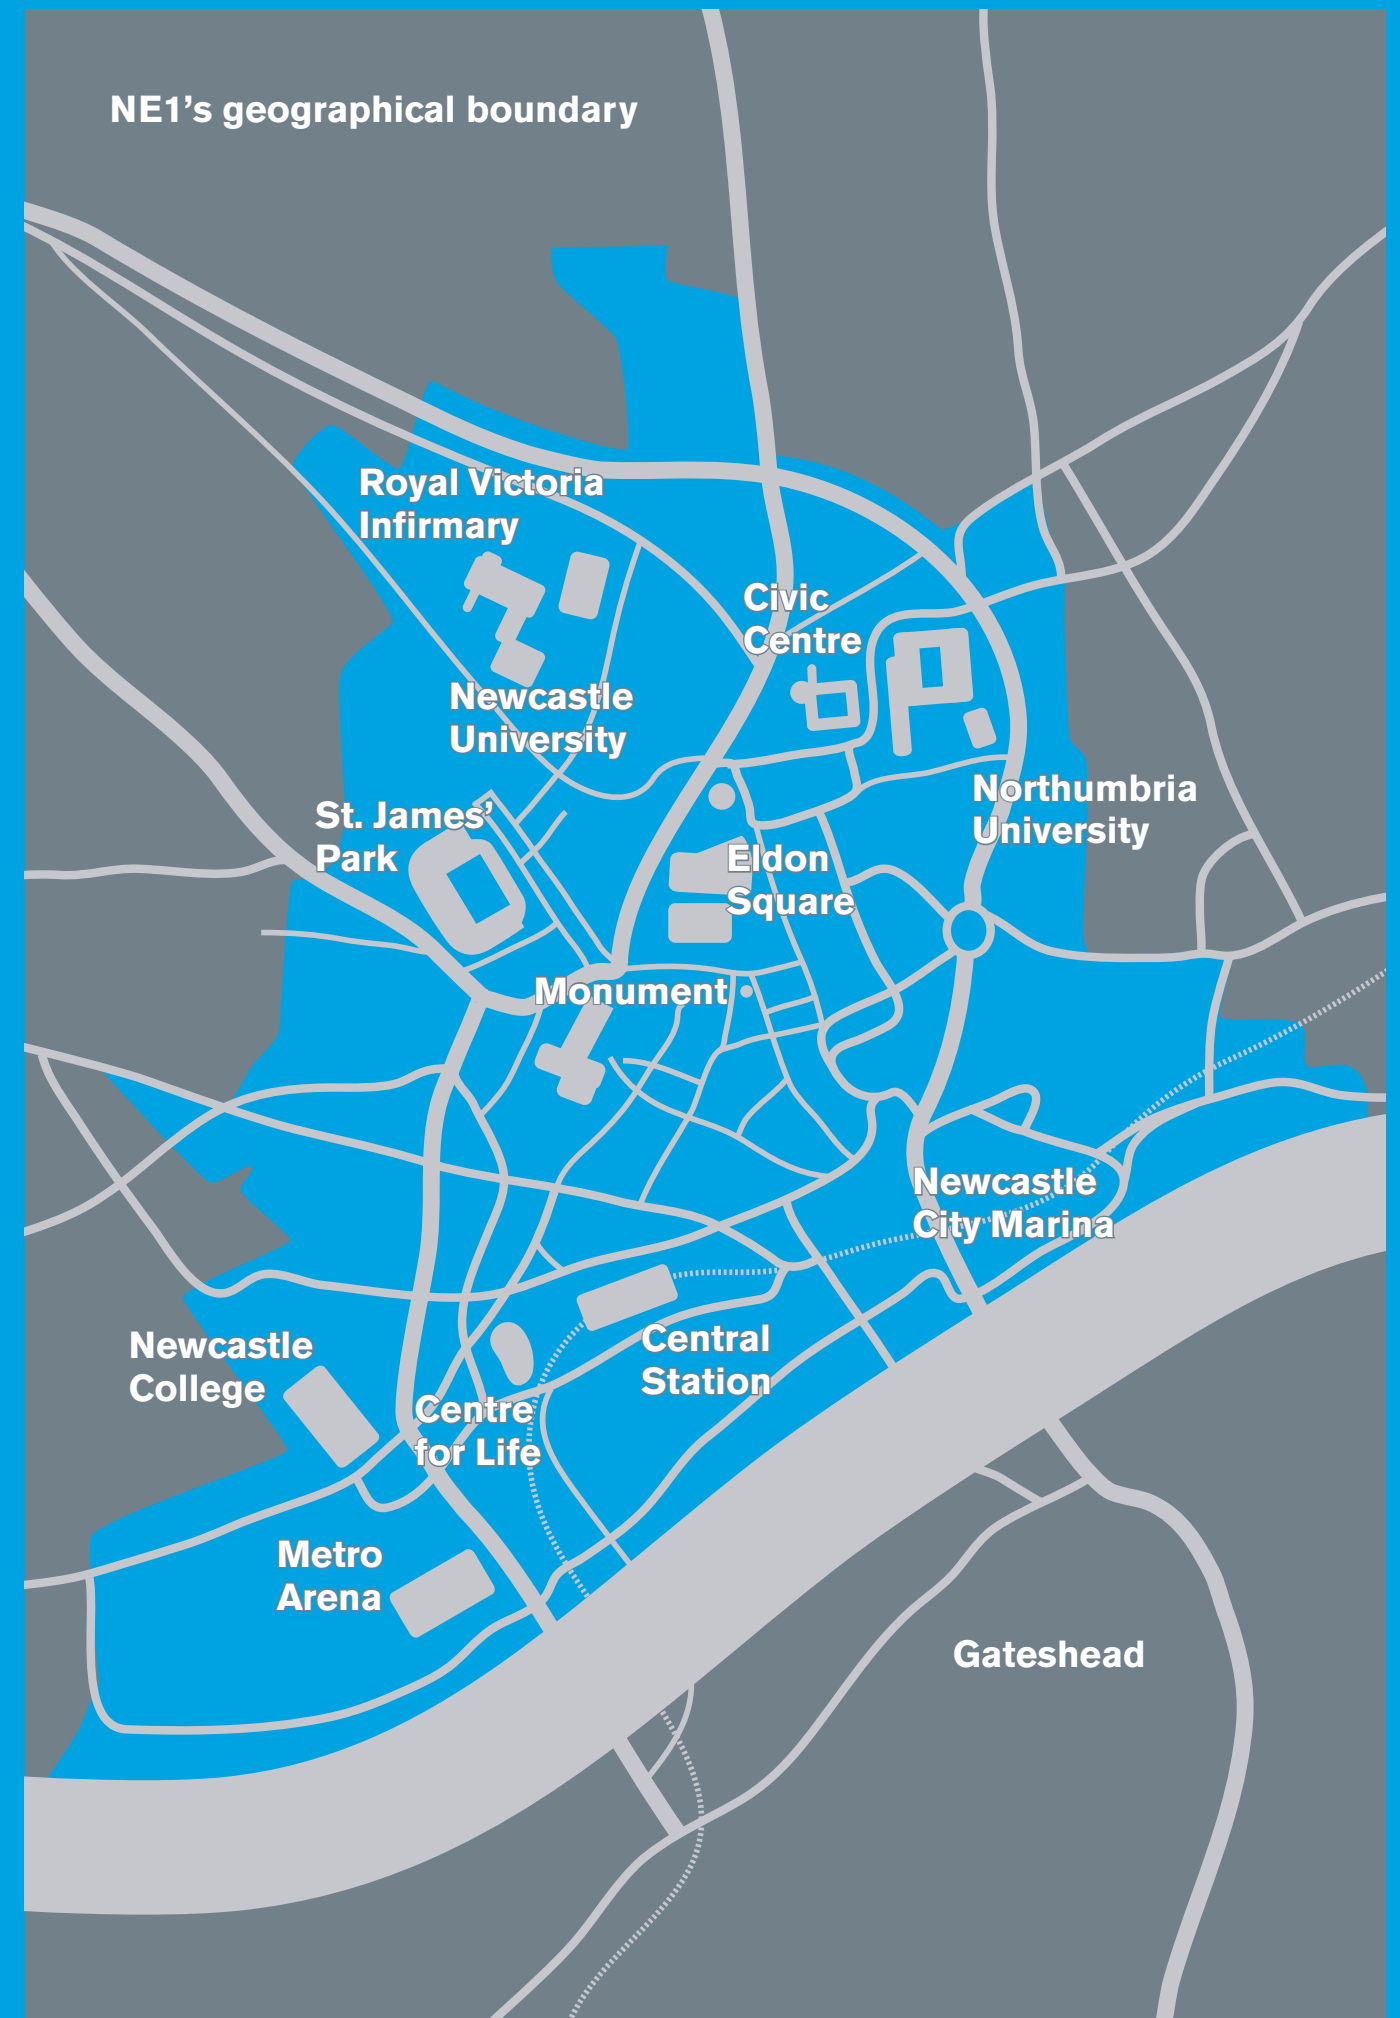 NE1’s geographical boundary
Royal Victoria
Infirmary
Civic
Centre
Newcastle
University
Northumbria
University
St. James’
Park
Eldon
Square
Monument
Newcastle
City Marina
Central
Station
Newcastle
College
Centre
for Life
Metro
Arena
Gateshead